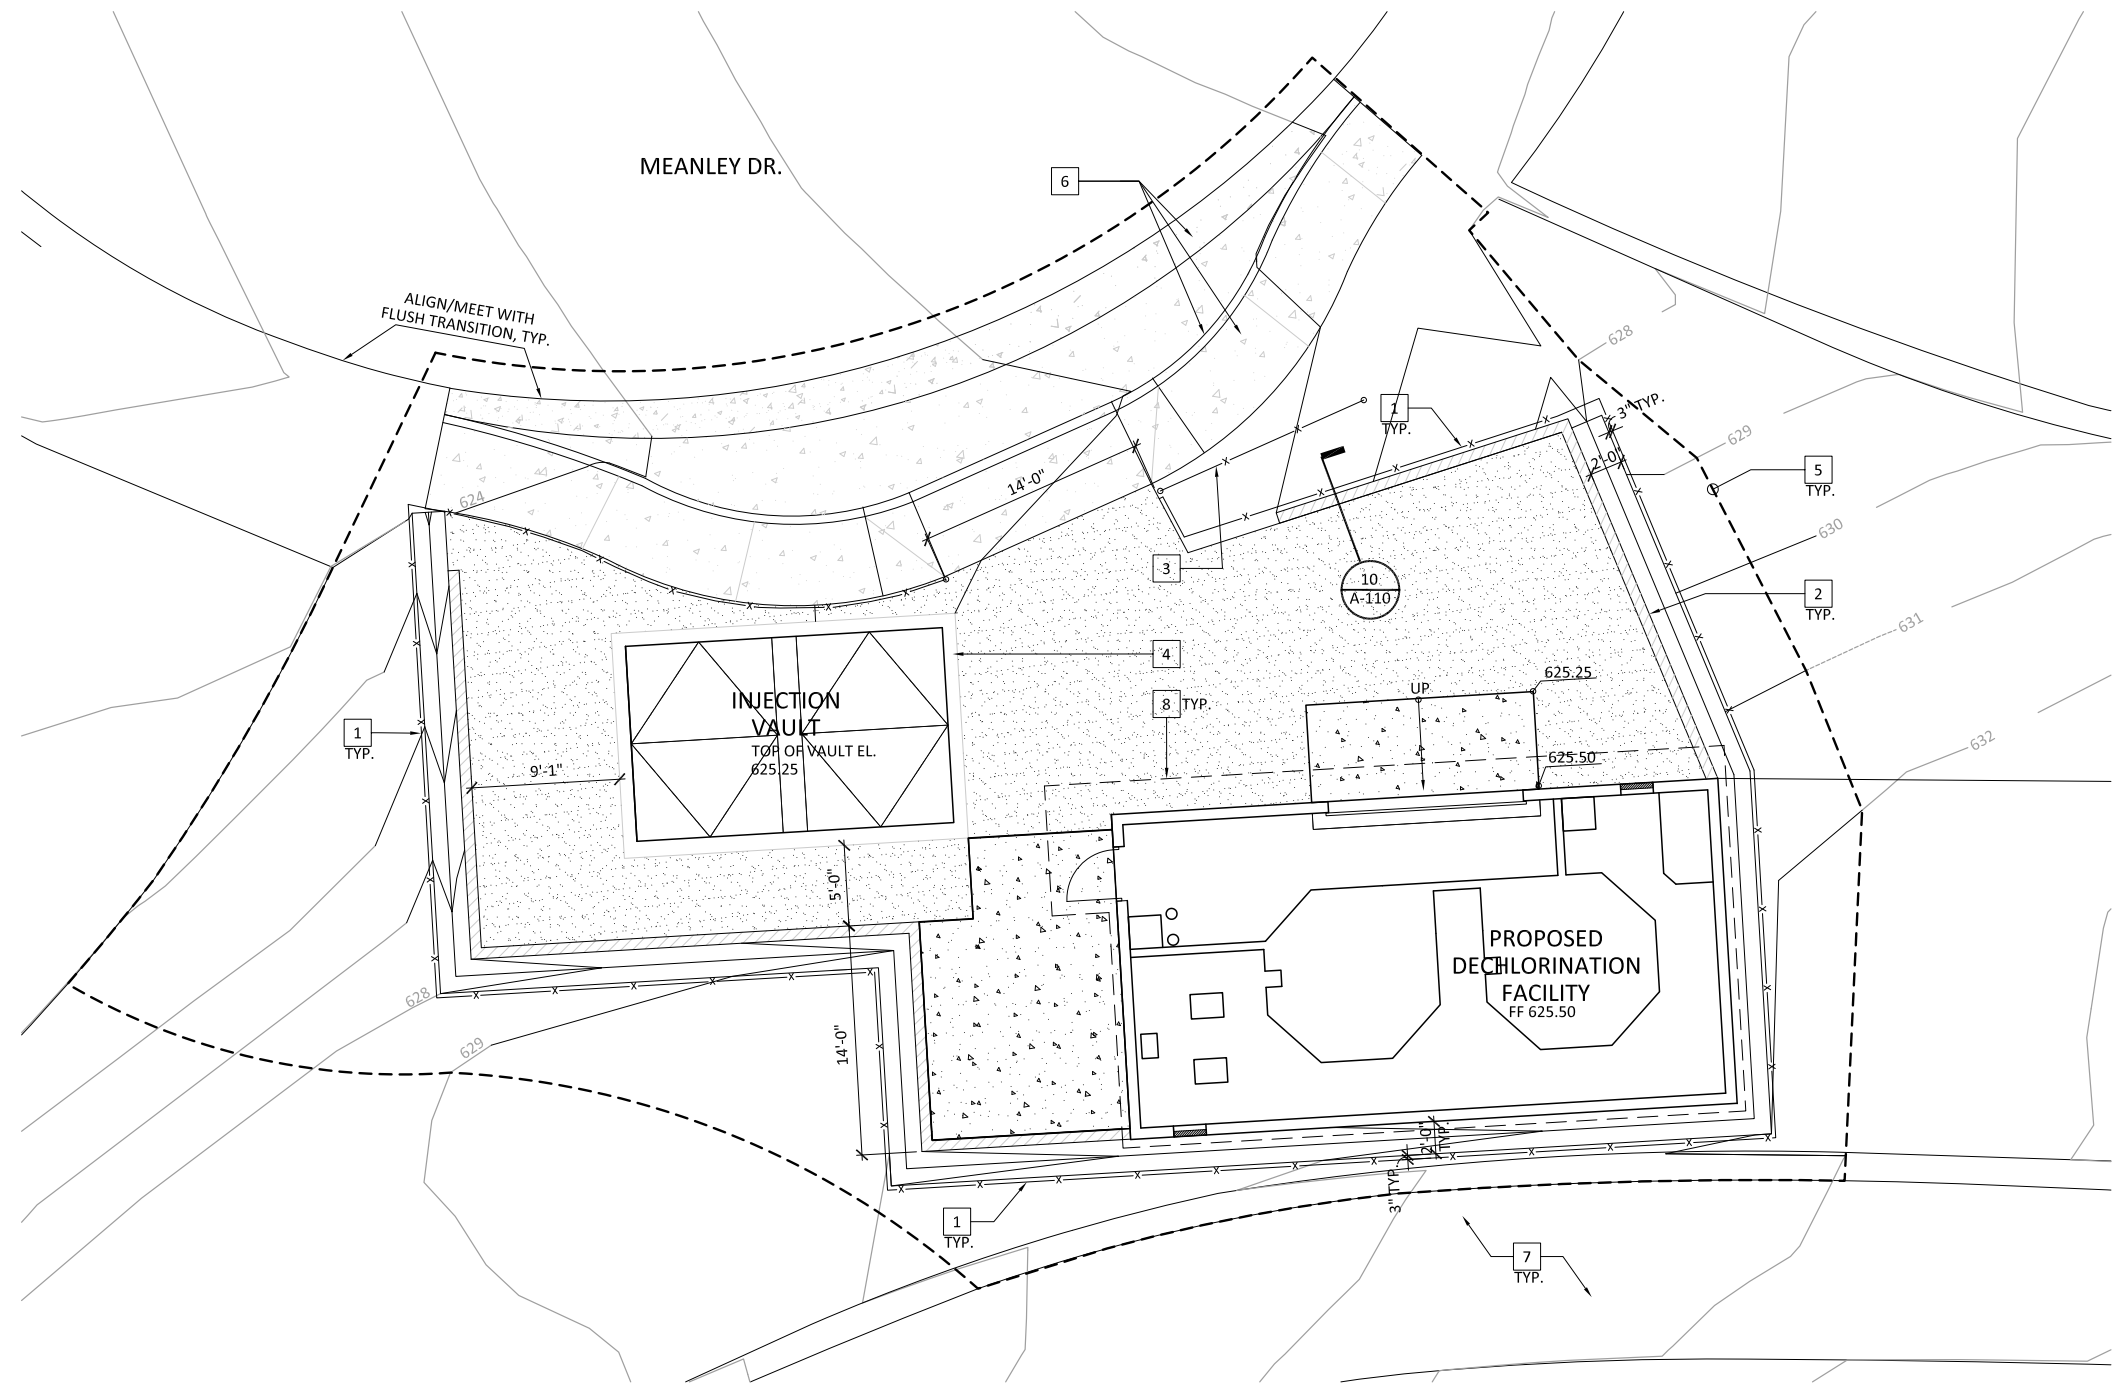 MEANLEY DR.
6
ALIGN/MEET WITH
FLUSH TRANSITION, TYP.
628
1
TYP.
3" TYP.
629
2'-0"
5
TYP.
14'-0"
624
630
3
10
A-110
2
TYP.
631
4
625.25
UP
8 TYP.
INJECTION
VAULT
TOP OF VAULT EL.
625.25
1
TYP.
632
625.50
9'-1"
5'-0"
PROPOSED
DECHLORINATION
FACILITY
FF 625.50
628
629
14'-0"
2'-0"
TYP.
3" TYP.
1
TYP.
7
TYP.